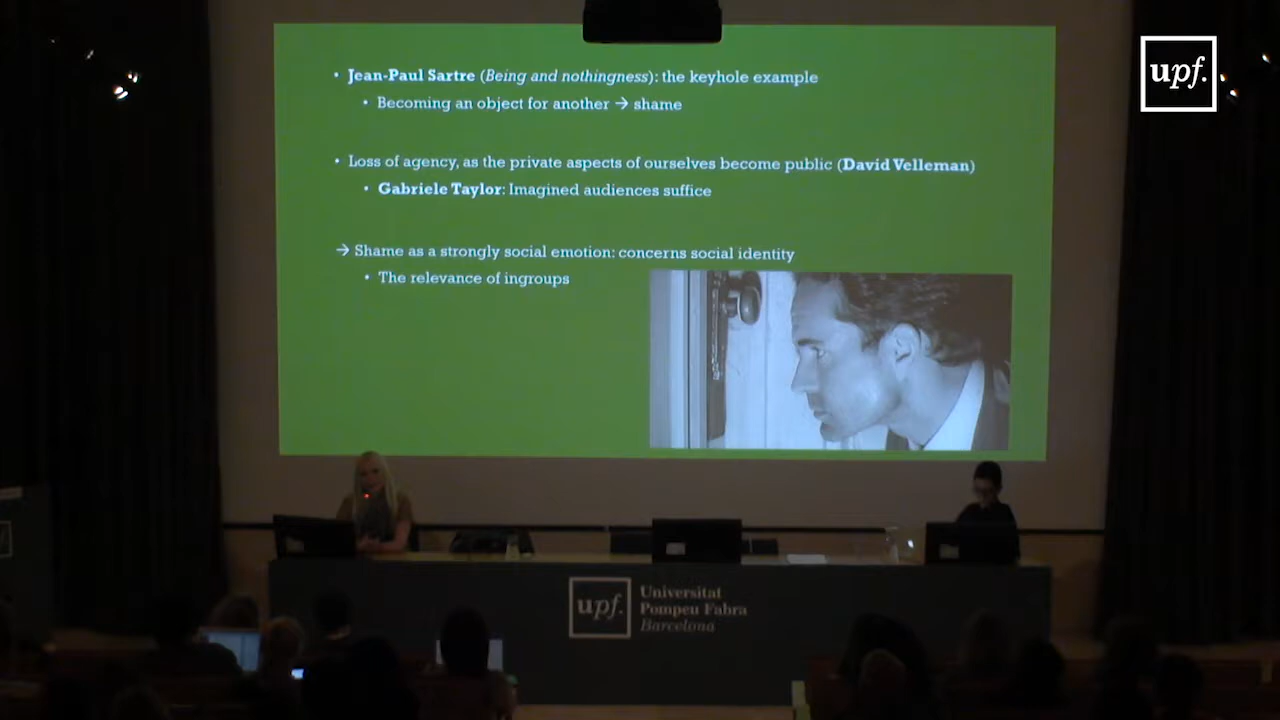 • Jean-Paul Sartre (Being and nothingness): the keyhole example
• Becoming an object for another → shame
• Loss of agency, as the private aspects of ourselves become public (David Velleman)
• Gabriele Taylor: Imagined audiences suffice
→ Shame as a strongly social emotion: concerns social identity
• The relevance of ingroups
upf.
upf.
Universitat
Pompeu Fabra
Barcelona